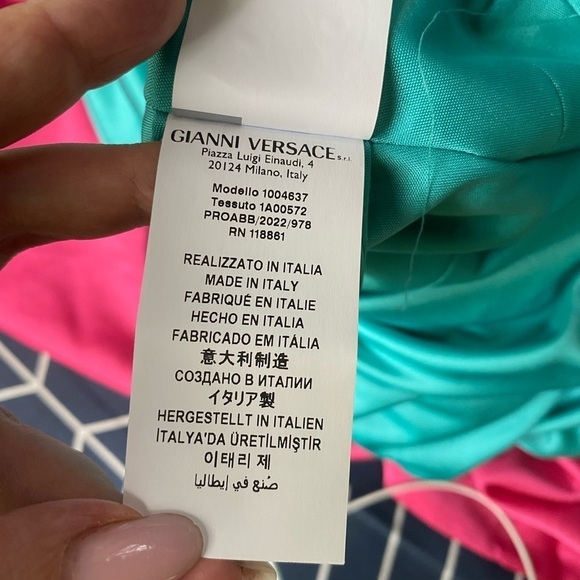 GIANNI VERSACE s.r.l.
Piazza Luigi Einaudi, 4
20124 Milano, Italy
Modello 1004637
Tessuto 1A00572
PROABB/2022/978
RN 118861
REALIZZATO IN ITALIA
MADE IN ITALY
FABRIQUÉ EN ITALIE
HECHO EN ITALIA
FABRICADO EM ITÁLIA
意大利制造
СОЗДАНО В ИТАЛИИ
イタリア製
HERGESTELLT IN ITALIEN
İTALYA'DA ÜRETİLMİŞTİR
이태리 제
صُنع في إيطاليا